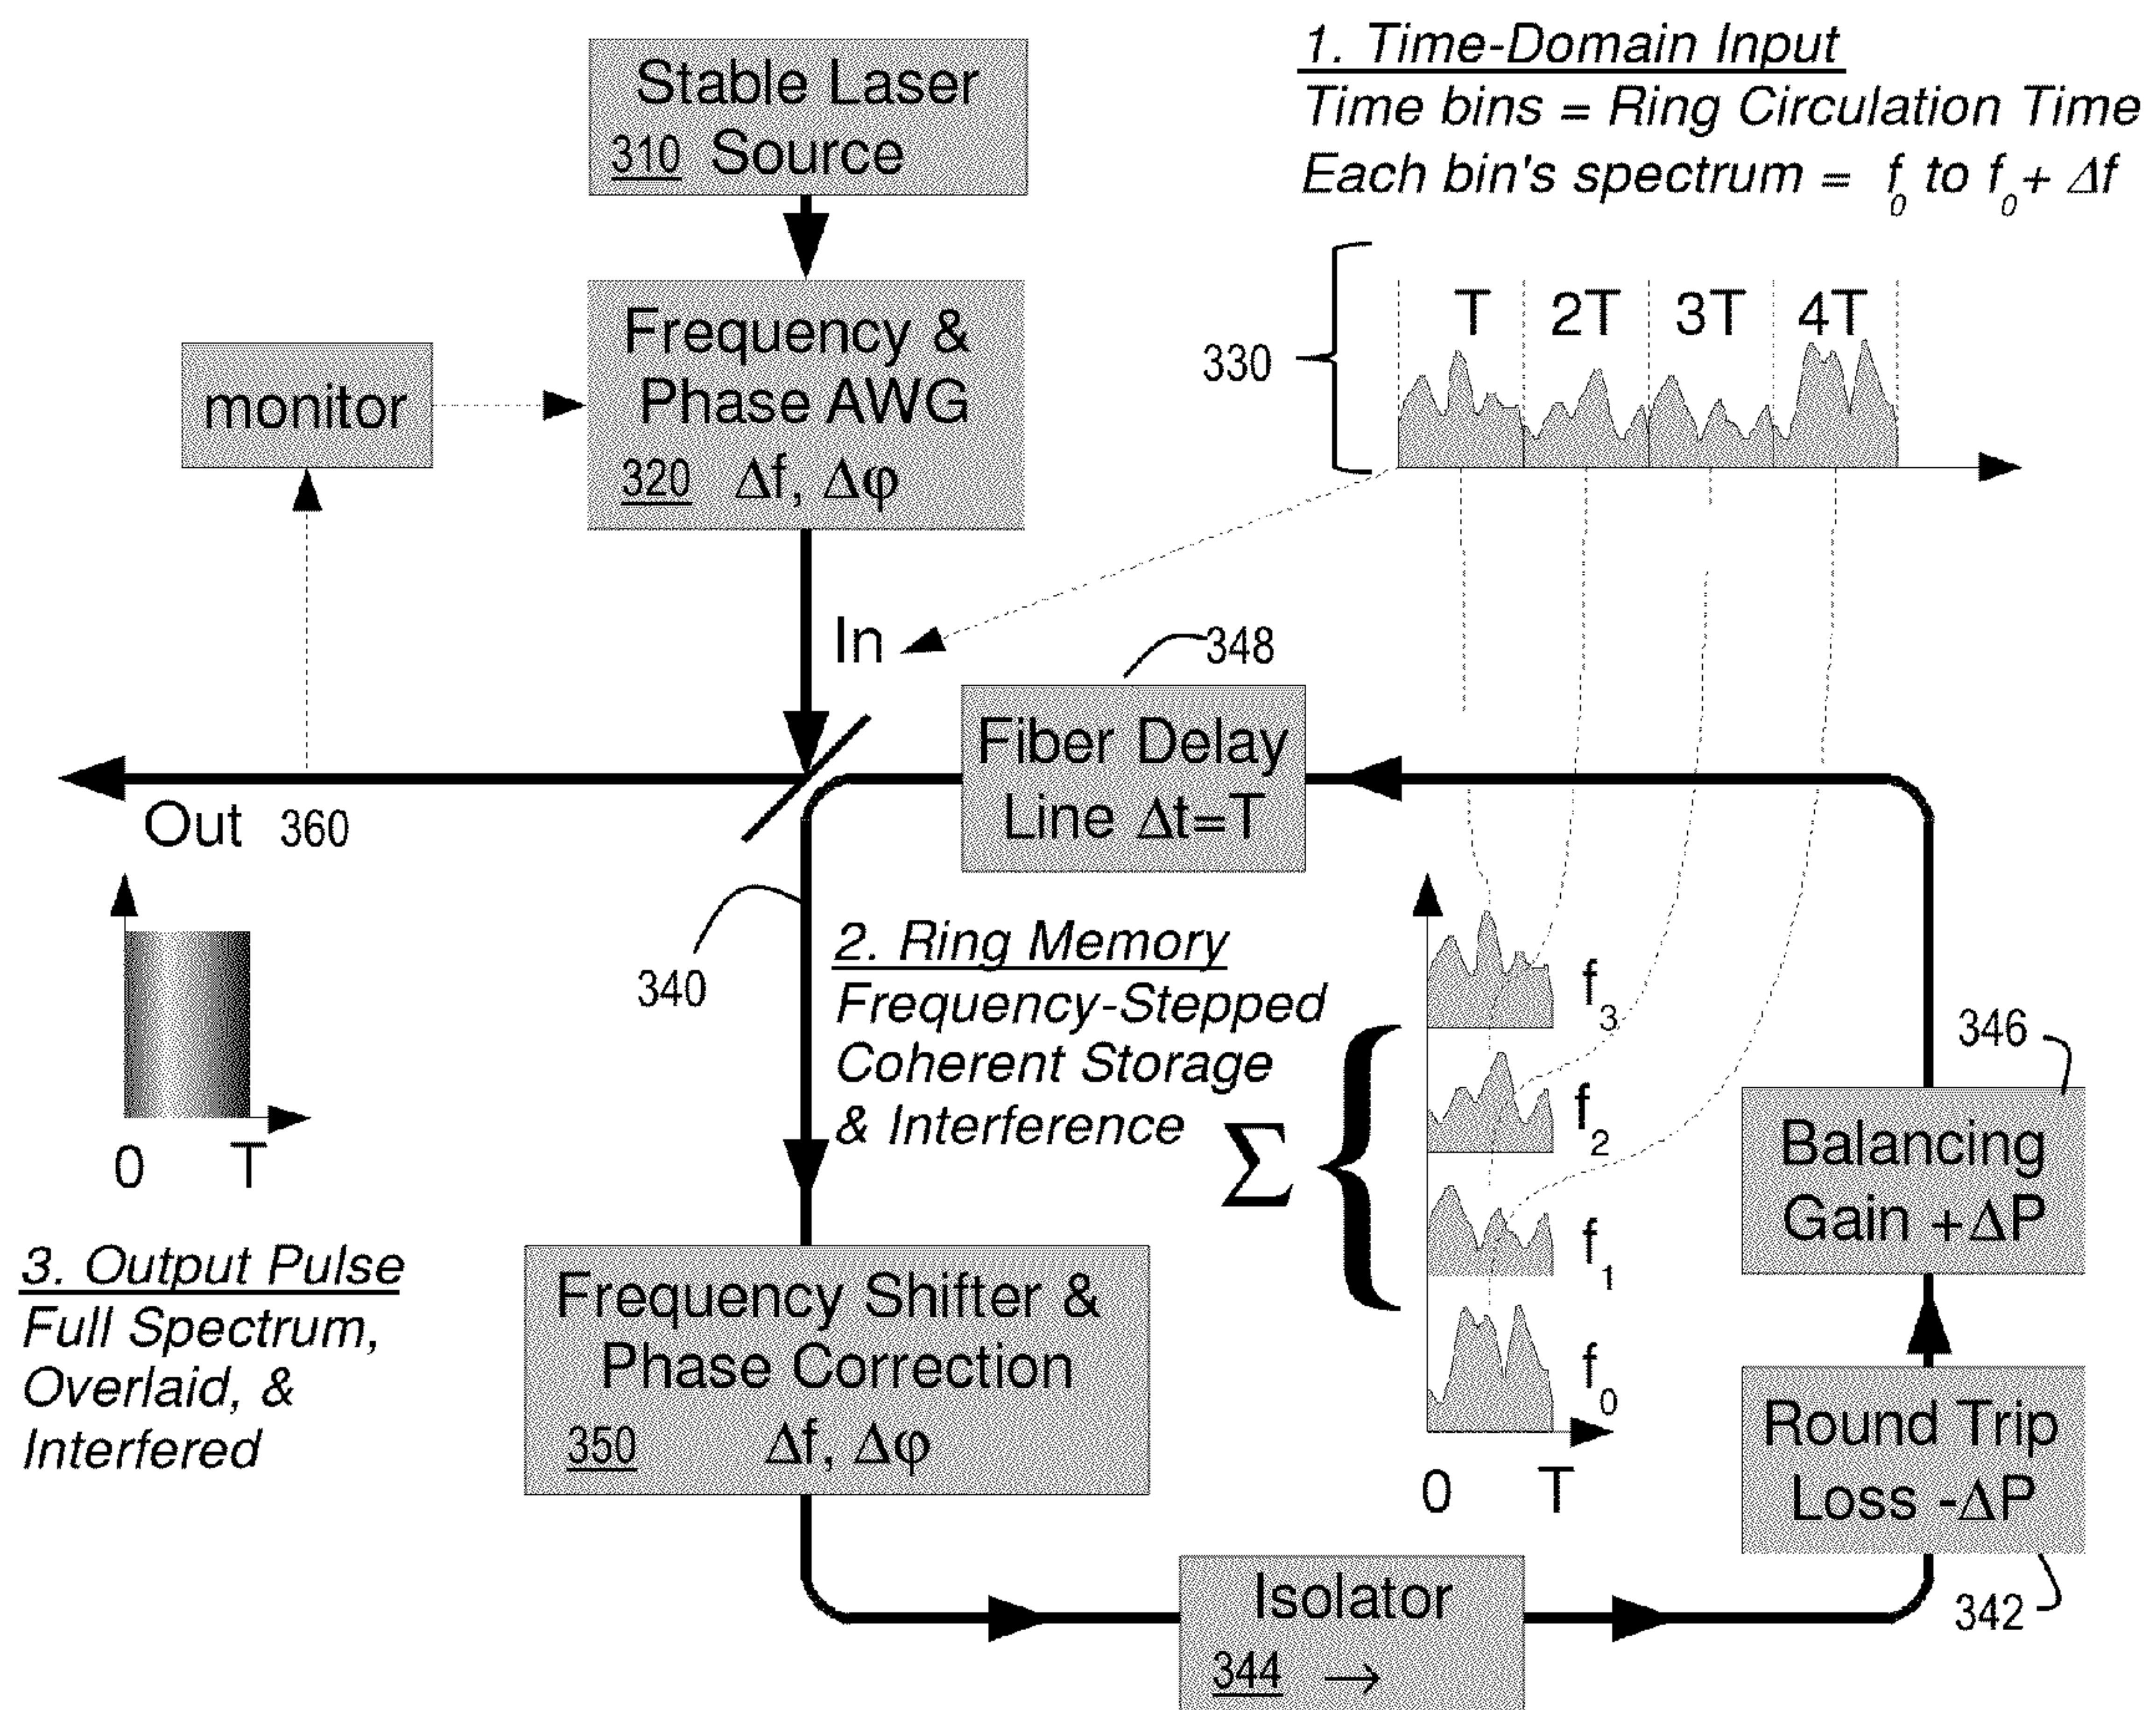 Stable Laser
310 Source
Frequency &
Phase AWG
320 Δf, Δφ
monitor
1. Time-Domain Input
Time bins = Ring Circulation Time
Each bin's spectrum = f0 to f0+ Δf
330
T 2T 3T 4T
In
348
Fiber Delay
Line Δt=T
Out 360
0 T
3. Output Pulse
Full Spectrum,
Overlaid, &
Interfered
340
2. Ring Memory
Frequency-Stepped
Coherent Storage
& Interference
Σ
f3
f2
f1
f0
0 T
346
Balancing
Gain +ΔP
Round Trip
Loss -ΔP
342
Frequency Shifter &
Phase Correction
350 Δf, Δφ
Isolator
344 →